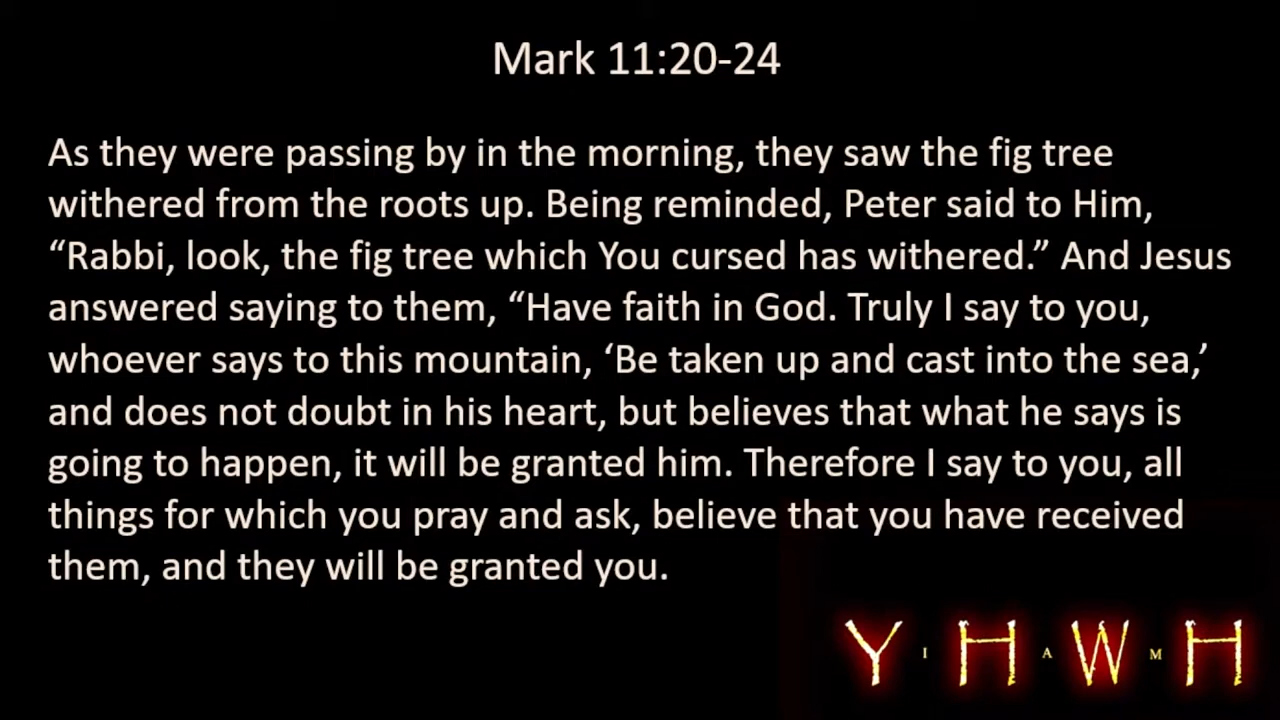 Mark 11:20-24
As they were passing by in the morning, they saw the fig tree
withered from the roots up. Being reminded, Peter said to Him,
“Rabbi, look, the fig tree which You cursed has withered.” And Jesus
answered saying to them, “Have faith in God. Truly I say to you,
whoever says to this mountain, ‘Be taken up and cast into the sea,’
and does not doubt in his heart, but believes that what he says is
going to happen, it will be granted him. Therefore I say to you, all
things for which you pray and ask, believe that you have received
them, and they will be granted you.
Y I H A W M H